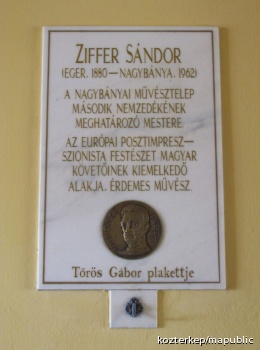 ZIFFER SÁNDOR
(EGER, 1880—NAGYBÁNYA, 1962)
A NAGYBÁNYAI MŰVÉSZTELEP
MÁSODIK NEMZEDÉKÉNEK
MEGHATÁROZÓ MESTERE.
AZ EURÓPAI POSZTIMPRESZ—
SZIONISTA FESTÉSZET MAGYAR
KÖVETŐINEK KIEMELKEDŐ
ALAKJA, ÉRDEMES MŰVÉSZ.
Törös Gábor plakettje
kozterkep/mapublic